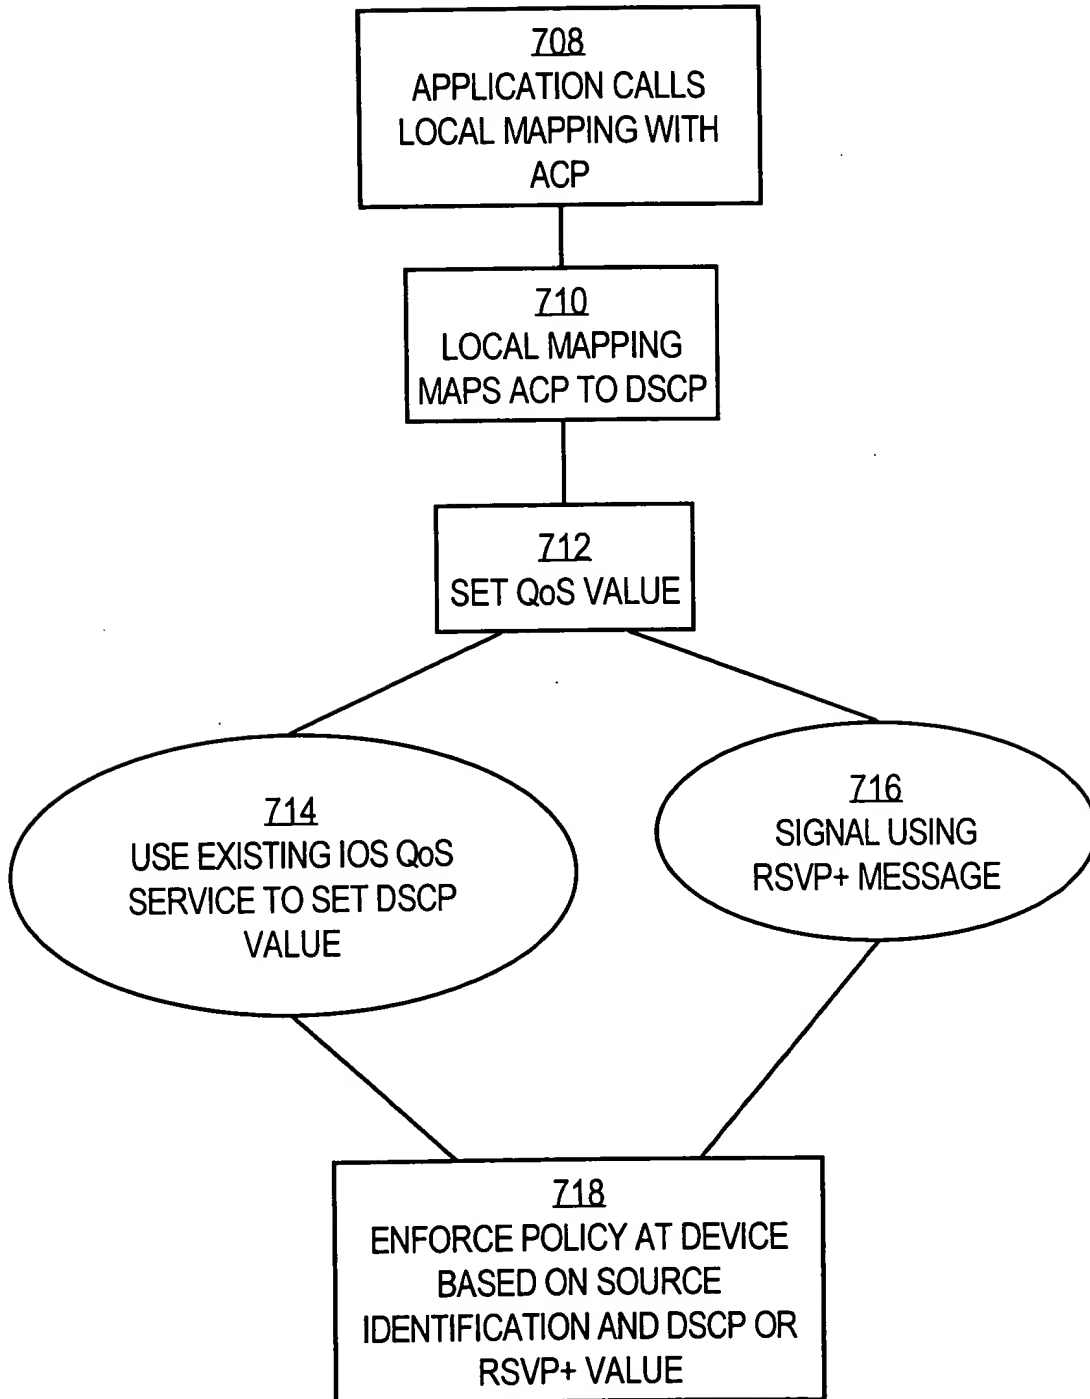 708
APPLICATION CALLS
LOCAL MAPPING WITH
ACP
710
LOCAL MAPPING
MAPS ACP TO DSCP
712
SET QoS VALUE
714
USE EXISTING IOS QoS
SERVICE TO SET DSCP
VALUE
716
SIGNAL USING
RSVP+ MESSAGE
718
ENFORCE POLICY AT DEVICE
BASED ON SOURCE
IDENTIFICATION AND DSCP OR
RSVP+ VALUE